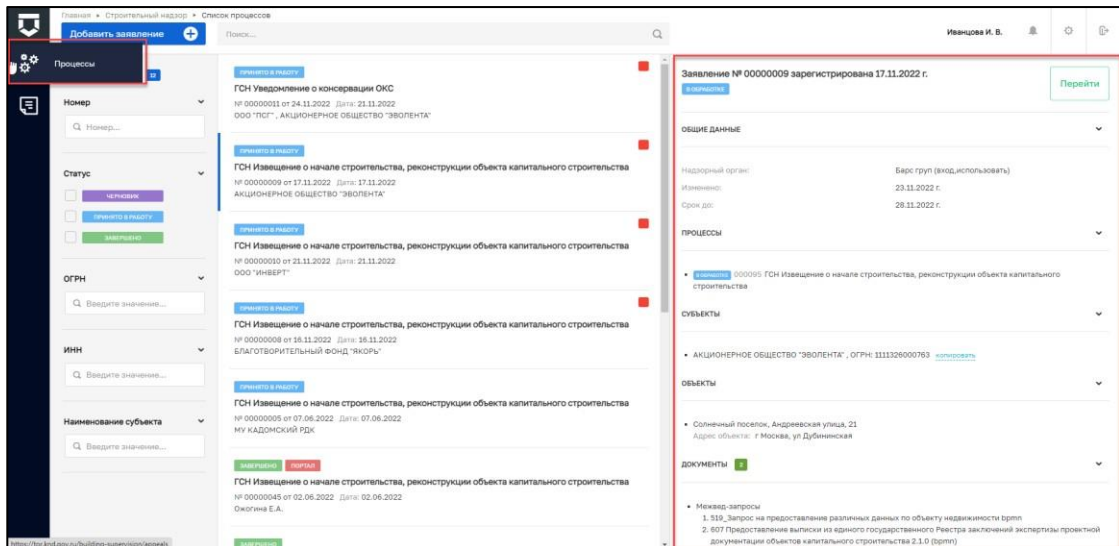 Главная • Строительный надзор • Список процессов
Добавить заявление
Поиск...
Иванцова И. В.
Процессы
12
Номер
Номер...
Статус
ЧЕРНОВИК
ПРИНЯТО В РАБОТУ
ЗАВЕРШЕНО
ОГРН
Введите значение...
ИНН
Введите значение...
Наименование субъекта
Введите значение...
ПРИНЯТО В РАБОТУ
ГСН Уведомление о консервации ОКС
№ 00000011 от 24.11.2022 Дата: 21.11.2022
ООО "ПСГ" , АКЦИОНЕРНОЕ ОБЩЕСТВО "ЭВОЛЕНТА"
ПРИНЯТО В РАБОТУ
ГСН Извещение о начале строительства, реконструкции объекта капитального строительства
№ 00000009 от 17.11.2022 Дата: 17.11.2022
АКЦИОНЕРНОЕ ОБЩЕСТВО "ЭВОЛЕНТА"
ПРИНЯТО В РАБОТУ
ГСН Извещение о начале строительства, реконструкции объекта капитального строительства
№ 00000010 от 21.11.2022 Дата: 21.11.2022
ООО "ИНВЕРТ"
ПРИНЯТО В РАБОТУ
ГСН Извещение о начале строительства, реконструкции объекта капитального строительства
№ 00000008 от 16.11.2022 Дата: 16.11.2022
БЛАГОТВОРИТЕЛЬНЫЙ ФОНД "ЯКОРЬ"
ПРИНЯТО В РАБОТУ
ГСН Извещение о начале строительства, реконструкции объекта капитального строительства
№ 00000005 от 07.06.2022 Дата: 07.06.2022
МУ КАДОМСКИЙ РДК
ЗАВЕРШЕНО ПОРТАЛ
ГСН Извещение о начале строительства, реконструкции объекта капитального строительства
№ 00000045 от 02.06.2022 Дата: 02.06.2022
Ожогина Е.А.
ЗАВЕРШЕНО
Заявление № 00000009 зарегистрирована 17.11.2022 г.
В ОБРАБОТКЕ
Перейти
ОБЩИЕ ДАННЫЕ
Надзорный орган: Барс груп (вход,использовать)
Изменено: 23.11.2022 г.
Срок до: 28.11.2022 г.
ПРОЦЕССЫ
• В ОБРАБОТКЕ 000095 ГСН Извещение о начале строительства, реконструкции объекта капитального
строительства
СУБЪЕКТЫ
• АКЦИОНЕРНОЕ ОБЩЕСТВО "ЭВОЛЕНТА" , ОГРН: 1111326000763 копировать
ОБЪЕКТЫ
• Солнечный поселок, Андреевская улица, 21
Адрес объекта: г Москва, ул Дубининская
ДОКУМЕНТЫ 2
• Межвед-запросы
1. 519_Запрос на предоставление различных данных по объекту недвижимости bpmn
2. 607 Предоставление выписки из единого государственного Реестра заключений экспертизы проектной
документации объектов капитального строительства 2.1.0 (bpmn)
https://tor.knd.gov.ru/building-supervision/appeals